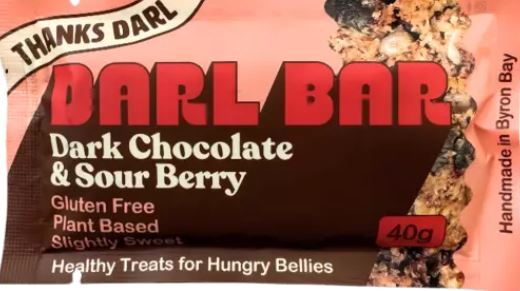 THANKS DARL
DARL BAR
Dark Chocolate
& Sour Berry
Gluten Free
Plant Based
Slightly Sweet
40g
Healthy Treats for Hungry Bellies
Handmade in Byron Bay